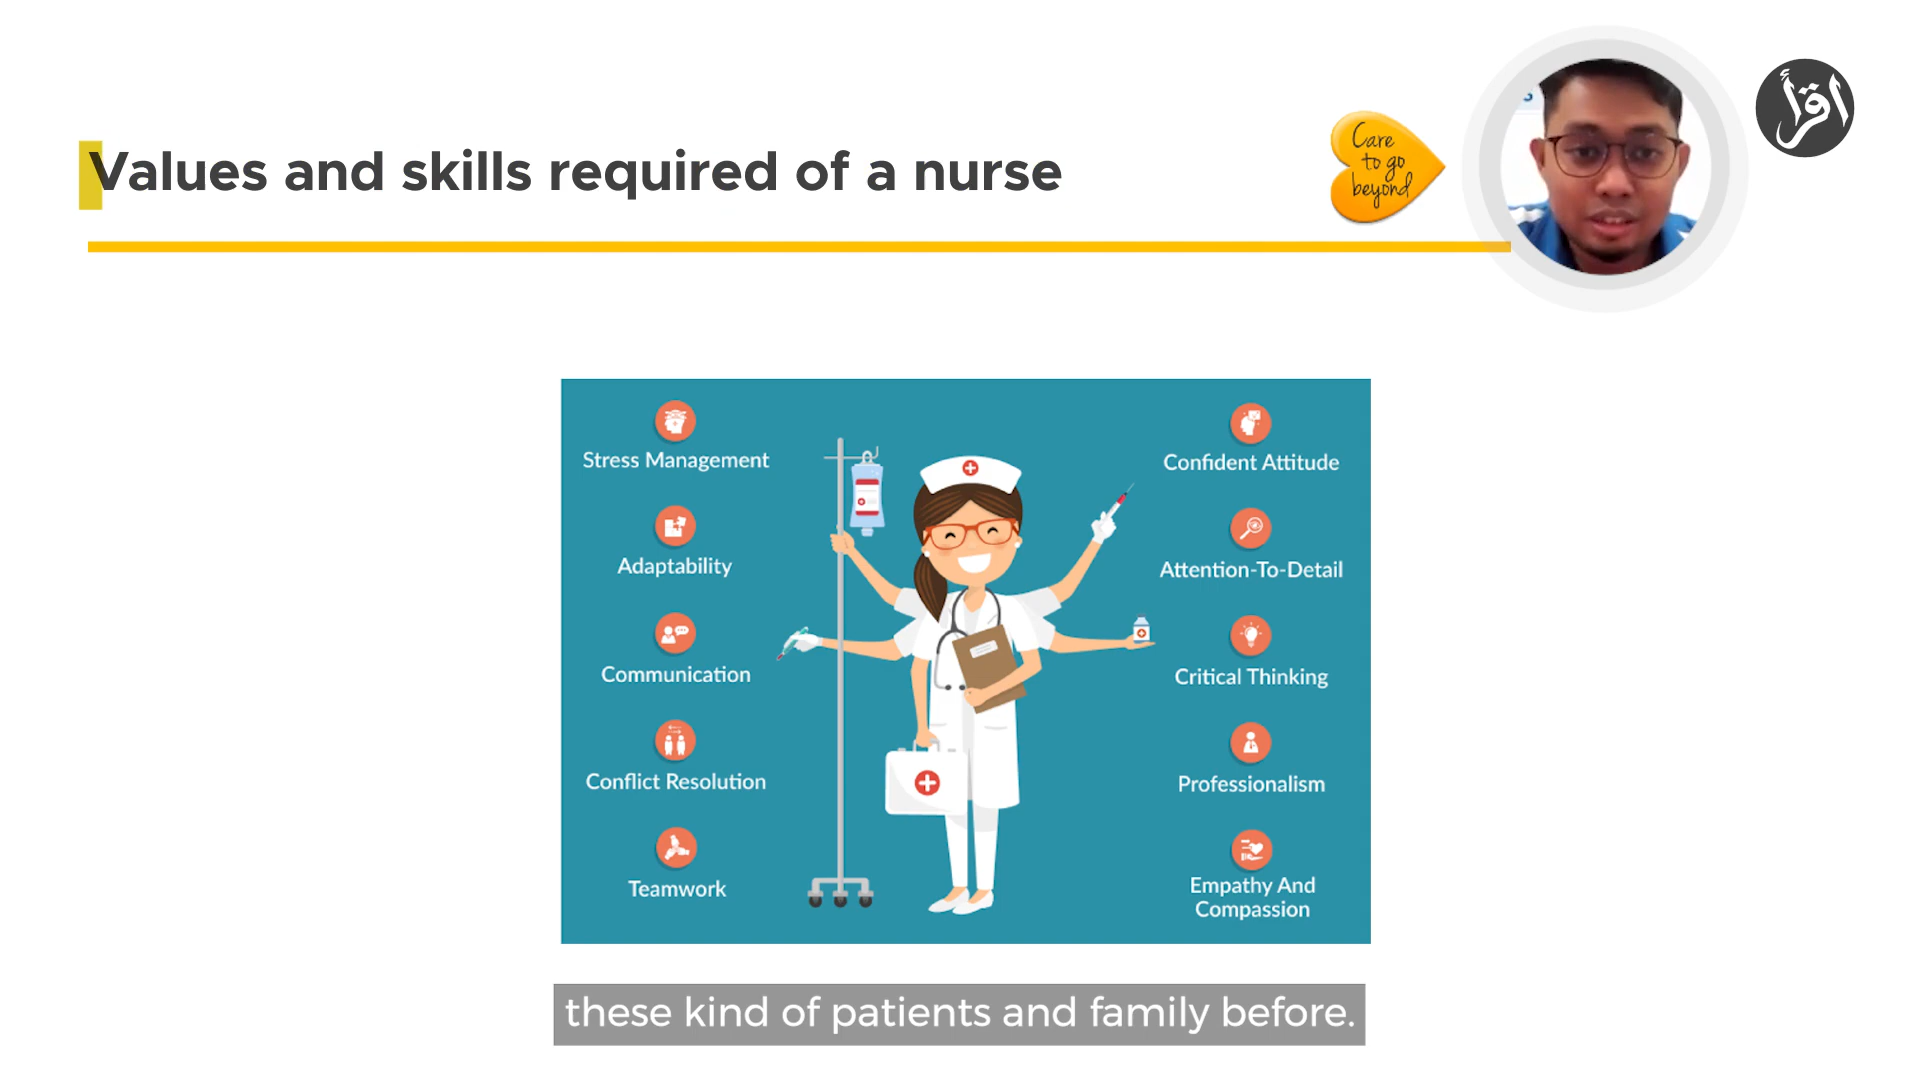 Values and skills required of a nurse
Care
to go
beyond
اقرأ
Stress Management
Adaptability
Communication
Conflict Resolution
Teamwork
Confident Attitude
Attention-To-Detail
Critical Thinking
Professionalism
Empathy And
Compassion
these kind of patients and family before.